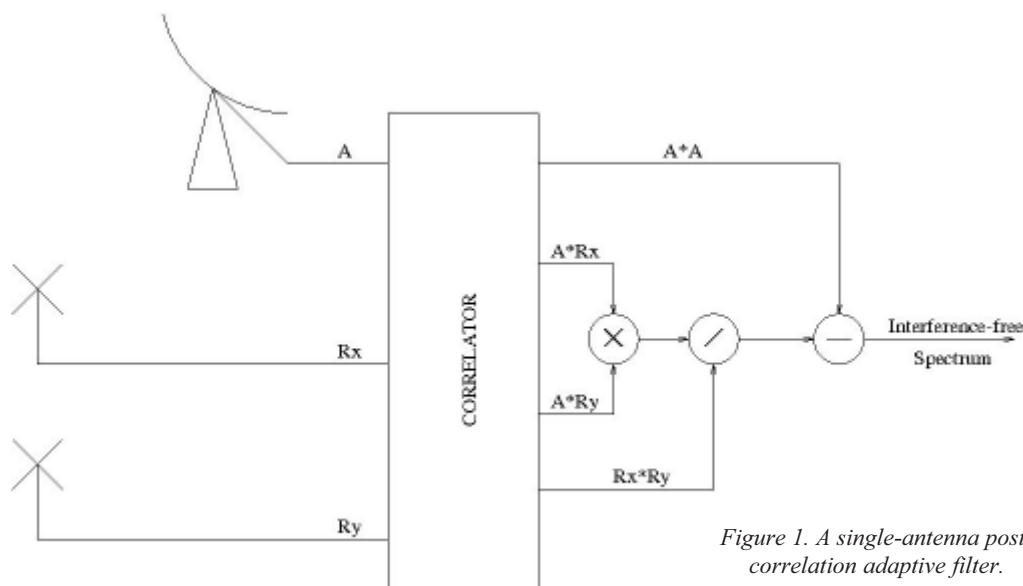 A
A*A
A*Rx
Interference-free
Spectrum
Rx
CORRELATOR
A*Ry
Rx*Ry
Ry
Figure 1. A single-antenna post
correlation adaptive filter.